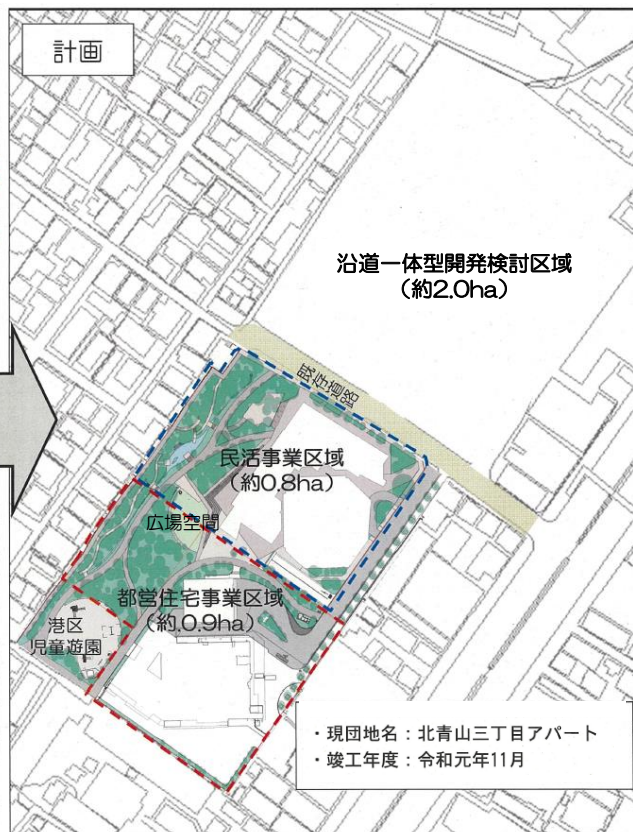 計画
沿道一体型開発検討区域
(約2.0ha)
既存道路
民活事業区域
(約0.8ha)
広場空間
都営住宅事業区域
(約.0.9ha)
港区
児童遊園
・現団地名：北青山三丁目アパート
・竣工年度：令和元年11月